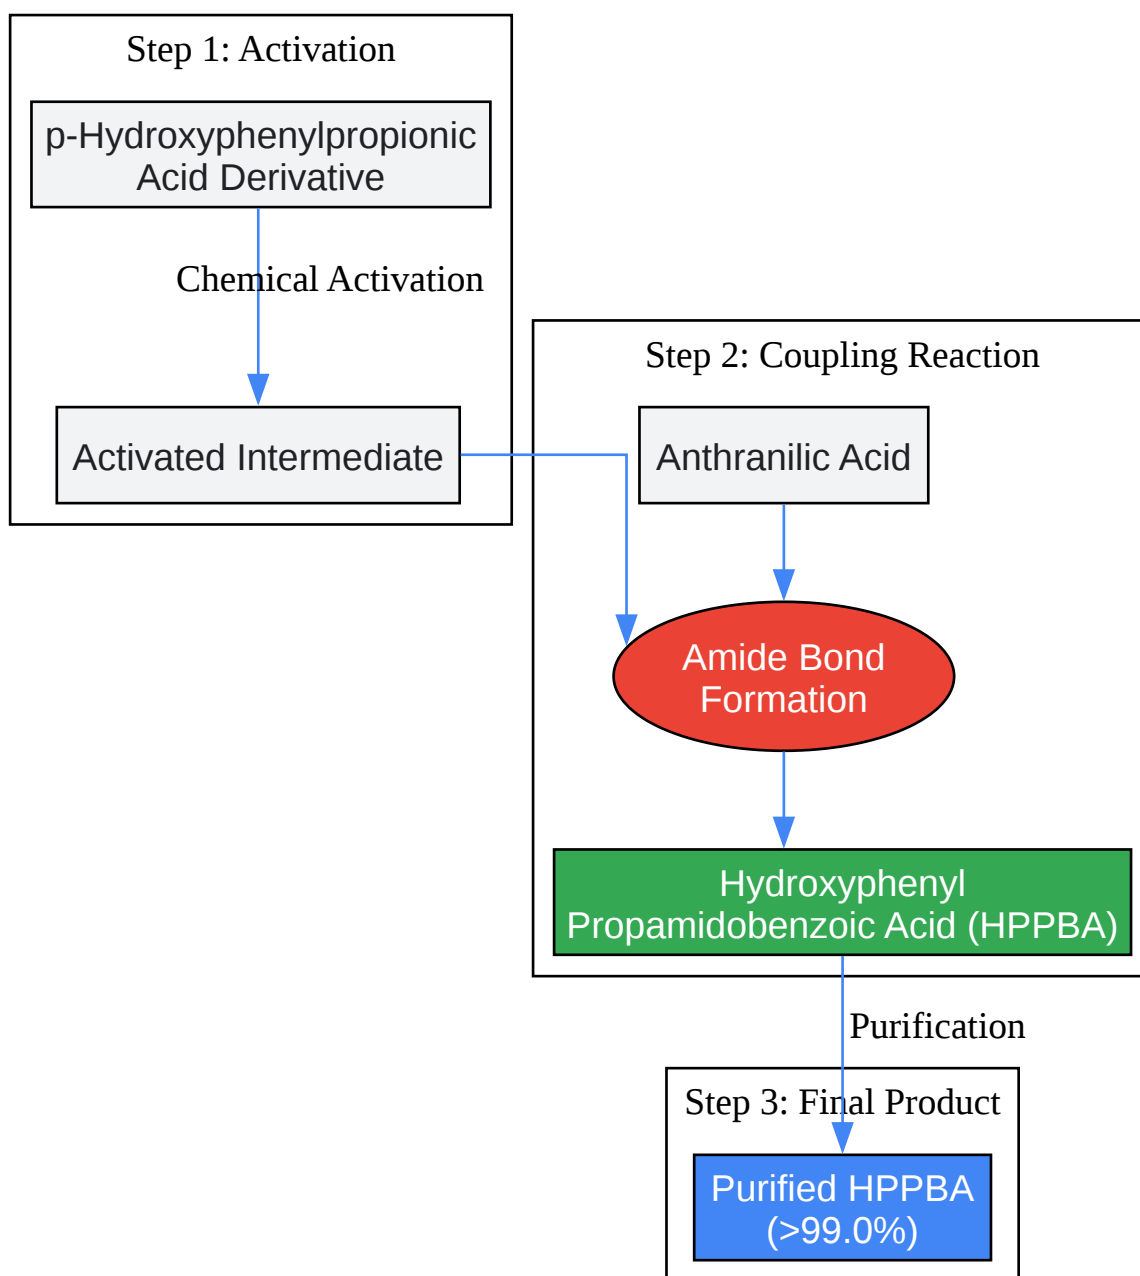 Step 1: Activation
p-Hydroxyphenylpropionic
Acid Derivative
Chemical Activation
Activated Intermediate
Step 2: Coupling Reaction
Anthranilic Acid
Amide Bond
Formation
Hydroxyphenyl
Propamidobenzoic Acid (HPPBA)
Purification
Step 3: Final Product
Purified HPPBA
(>99.0%)